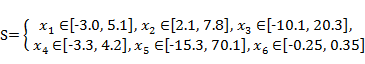 S={ x₁ ∈[-3.0, 5.1], x₂ ∈[2.1, 7.8], x₃ ∈[-10.1, 20.3],
x₄ ∈[-3.3, 4.2], x₅ ∈[-15.3, 70.1], x₆ ∈[-0.25, 0.35]